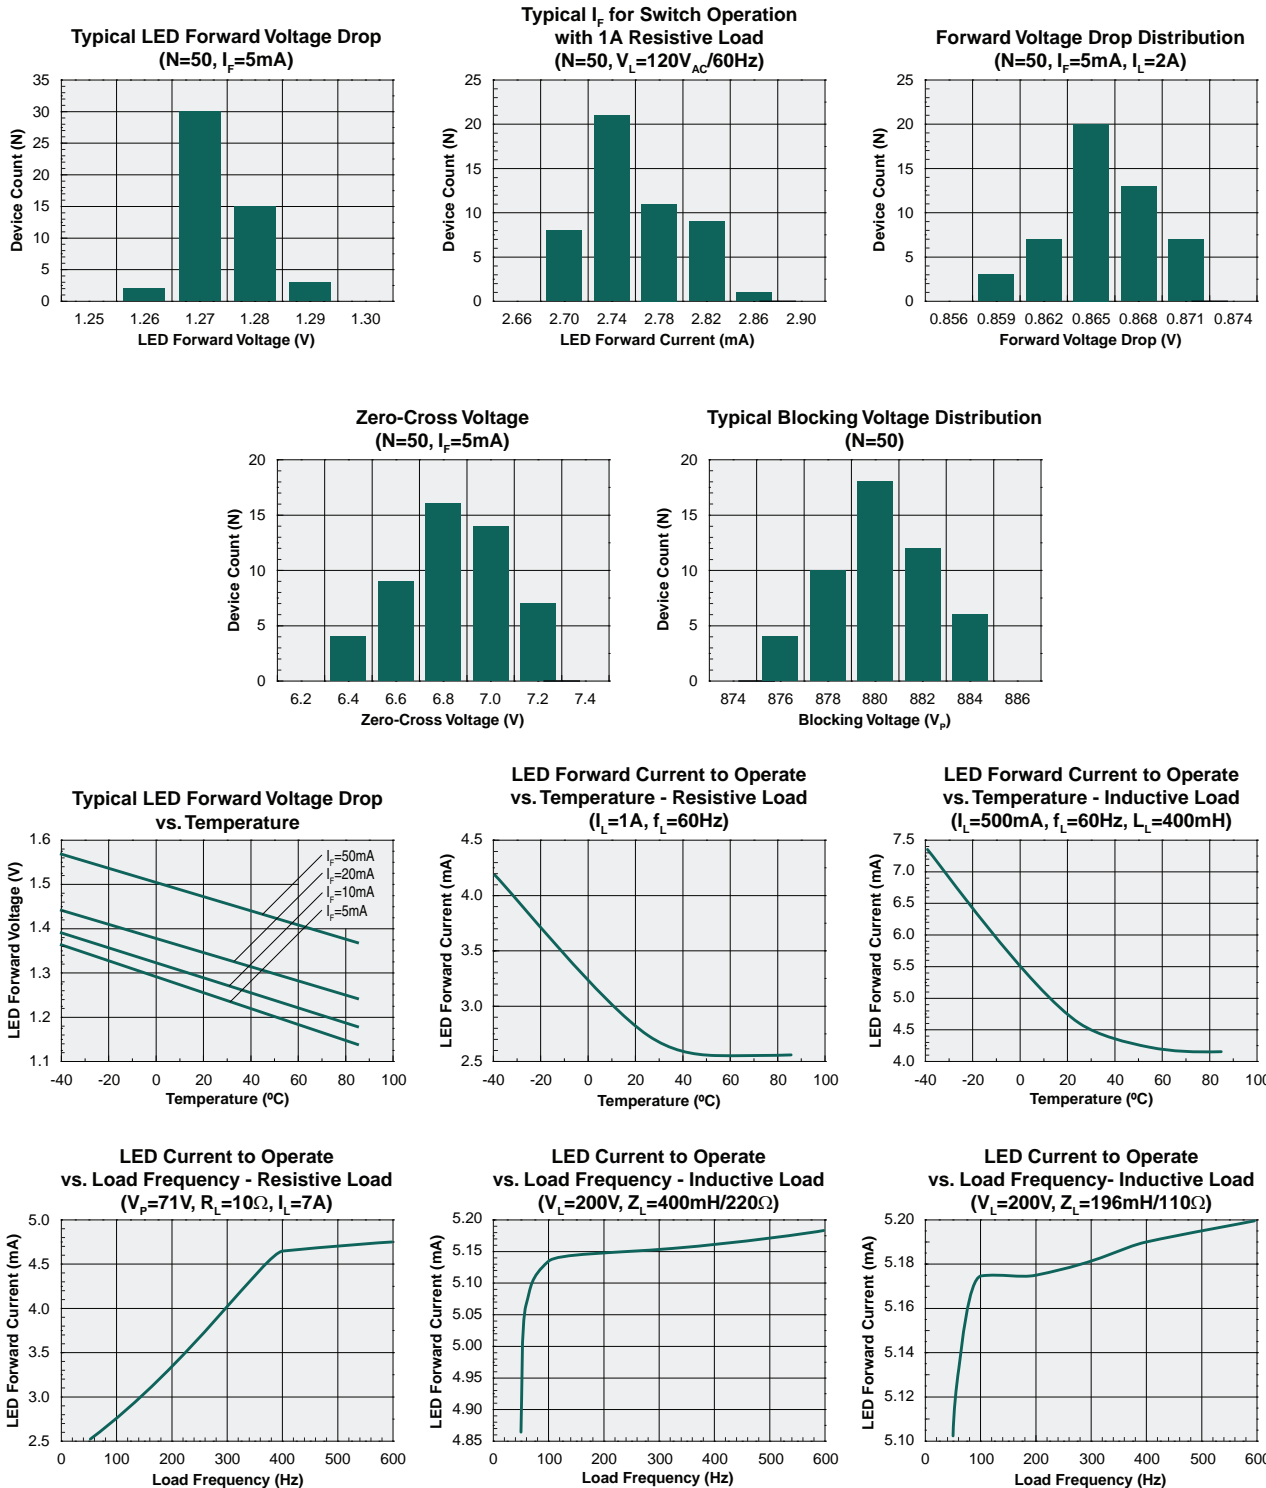 Typical LED Forward Voltage Drop
(N=50, IF=5mA)
35
30
25
20
15
10
5
0
Device Count (N)
1.25 1.26 1.27 1.28 1.29 1.30
LED Forward Voltage (V)
Typical IF for Switch Operation
with 1A Resistive Load
(N=50, VL=120VAC/60Hz)
25
20
15
10
5
0
Device Count (N)
2.66 2.70 2.74 2.78 2.82 2.86 2.90
LED Forward Current (mA)
Forward Voltage Drop Distribution
(N=50, IF=5mA, IL=2A)
25
20
15
10
5
0
Device Count (N)
0.856 0.859 0.862 0.865 0.868 0.871 0.874
Forward Voltage Drop (V)
Zero-Cross Voltage
(N=50, IF=5mA)
20
15
10
5
0
Device Count (N)
6.2 6.4 6.6 6.8 7.0 7.2 7.4
Zero-Cross Voltage (V)
Typical Blocking Voltage Distribution
(N=50)
20
15
10
5
0
Device Count (N)
874 876 878 880 882 884 886
Blocking Voltage (VP)
Typical LED Forward Voltage Drop
vs. Temperature
1.6
1.5
1.4
1.3
1.2
1.1
LED Forward Voltage (V)
IF=50mA
IF=20mA
IF=10mA
IF=5mA
-40 -20 0 20 40 60 80 100
Temperature (ºC)
LED Forward Current to Operate
vs. Temperature - Resistive Load
(IL=1A, fL=60Hz)
4.5
4.0
3.5
3.0
2.5
LED Forward Current (mA)
-40 -20 0 20 40 60 80 100
Temperature (ºC)
LED Forward Current to Operate
vs. Temperature - Inductive Load
(IL=500mA, fL=60Hz, LL=400mH)
7.5
7.0
6.5
6.0
5.5
5.0
4.5
4.0
LED Forward Current (mA)
-40 -20 0 20 40 60 80 100
Temperature (ºC)
LED Current to Operate
vs. Load Frequency - Resistive Load
(VP=71V, RL=10Ω, IL=7A)
5.0
4.5
4.0
3.5
3.0
2.5
LED Forward Current (mA)
0 100 200 300 400 500 600
Load Frequency (Hz)
LED Current to Operate
vs. Load Frequency - Inductive Load
(VL=200V, ZL=400mH/220Ω)
5.20
5.15
5.10
5.05
5.00
4.95
4.90
4.85
LED Forward Current (mA)
0 100 200 300 400 500 600
Load Frequency (Hz)
LED Current to Operate
vs. Load Frequency- Inductive Load
(VL=200V, ZL=196mH/110Ω)
5.20
5.18
5.16
5.14
5.12
5.10
LED Forward Current (mA)
0 100 200 300 400 500 600
Load Frequency (Hz)